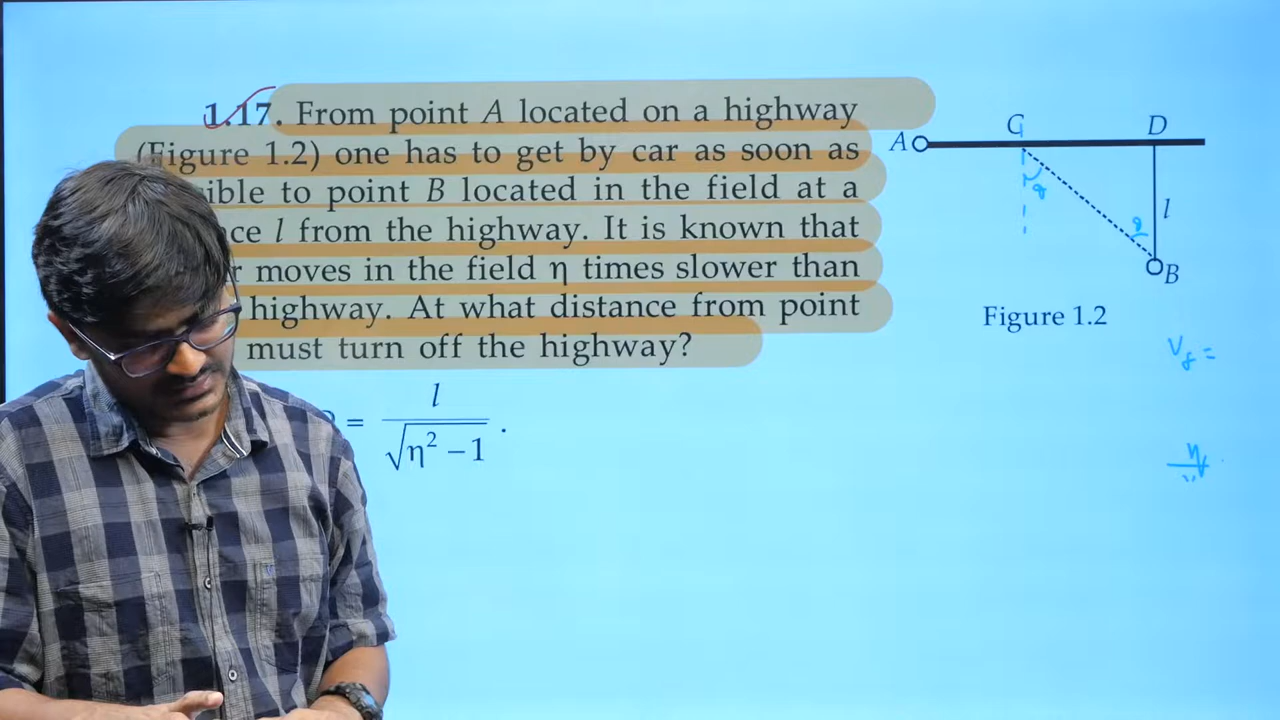 1.17. From point A located on a highway
(Figure 1.2) one has to get by car as soon as
to point B located in the field at a
l from the highway. It is known that
moves in the field η times slower than
highway. At what distance from point
must turn off the highway?
= l / √η² − 1 .
A C D
l
B
Figure 1.2
V =
η